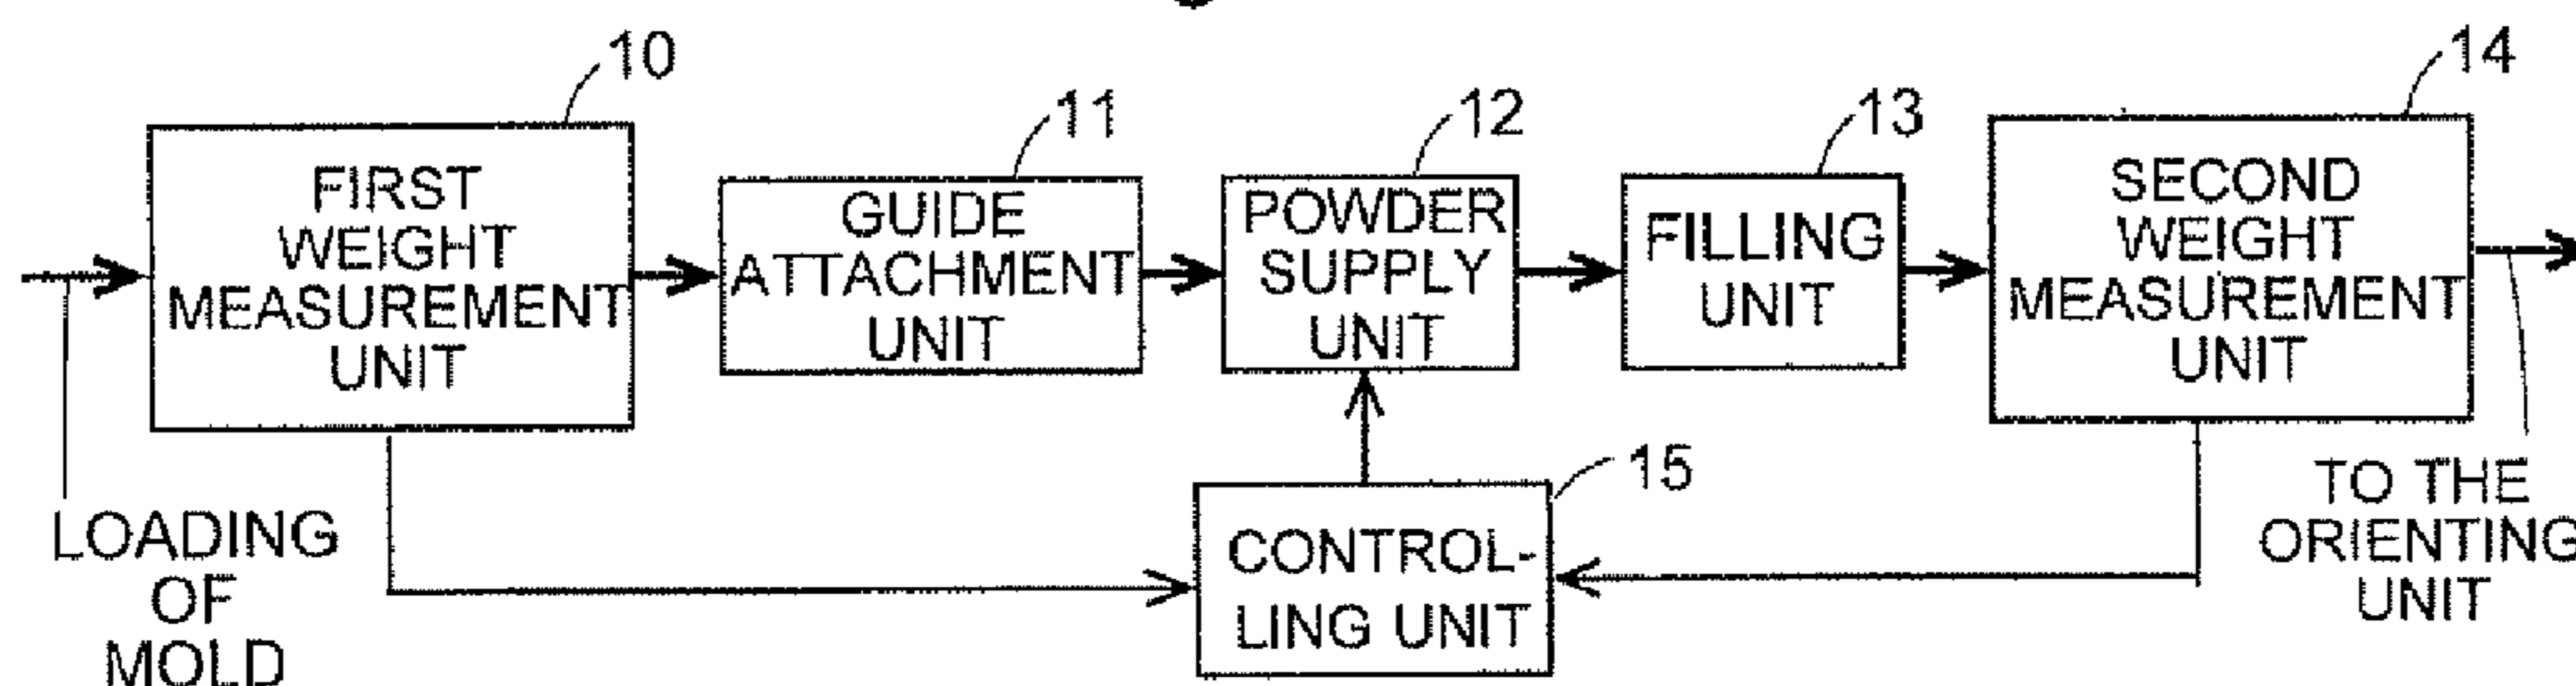 10
FIRST
WEIGHT
MEASUREMENT
UNIT
11
GUIDE
ATTACHMENT
UNIT
12
POWDER
SUPPLY
UNIT
13
FILLING
UNIT
14
SECOND
WEIGHT
MEASUREMENT
UNIT
15
CONTROL-
LING UNIT
LOADING
OF
MOLD
TO THE
ORIENTING
UNIT